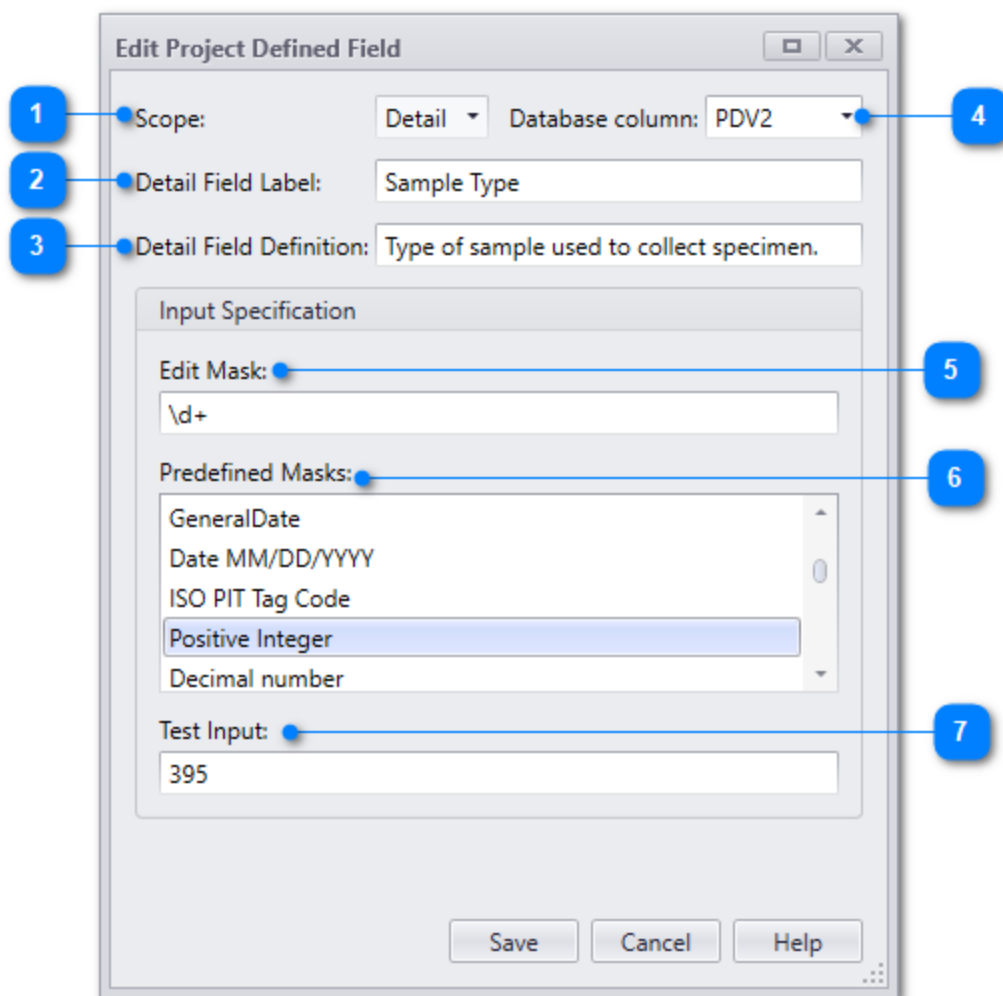 Edit Project Defined Field
1 Scope: Detail Database column: PDV2 4
2 Detail Field Label: Sample Type
3 Detail Field Definition: Type of sample used to collect specimen.
Input Specification
Edit Mask: 5
\d+
Predefined Masks: 6
GeneralDate
Date MM/DD/YYYY
ISO PIT Tag Code
Positive Integer
Decimal number
Test Input: 7
395
Save Cancel Help